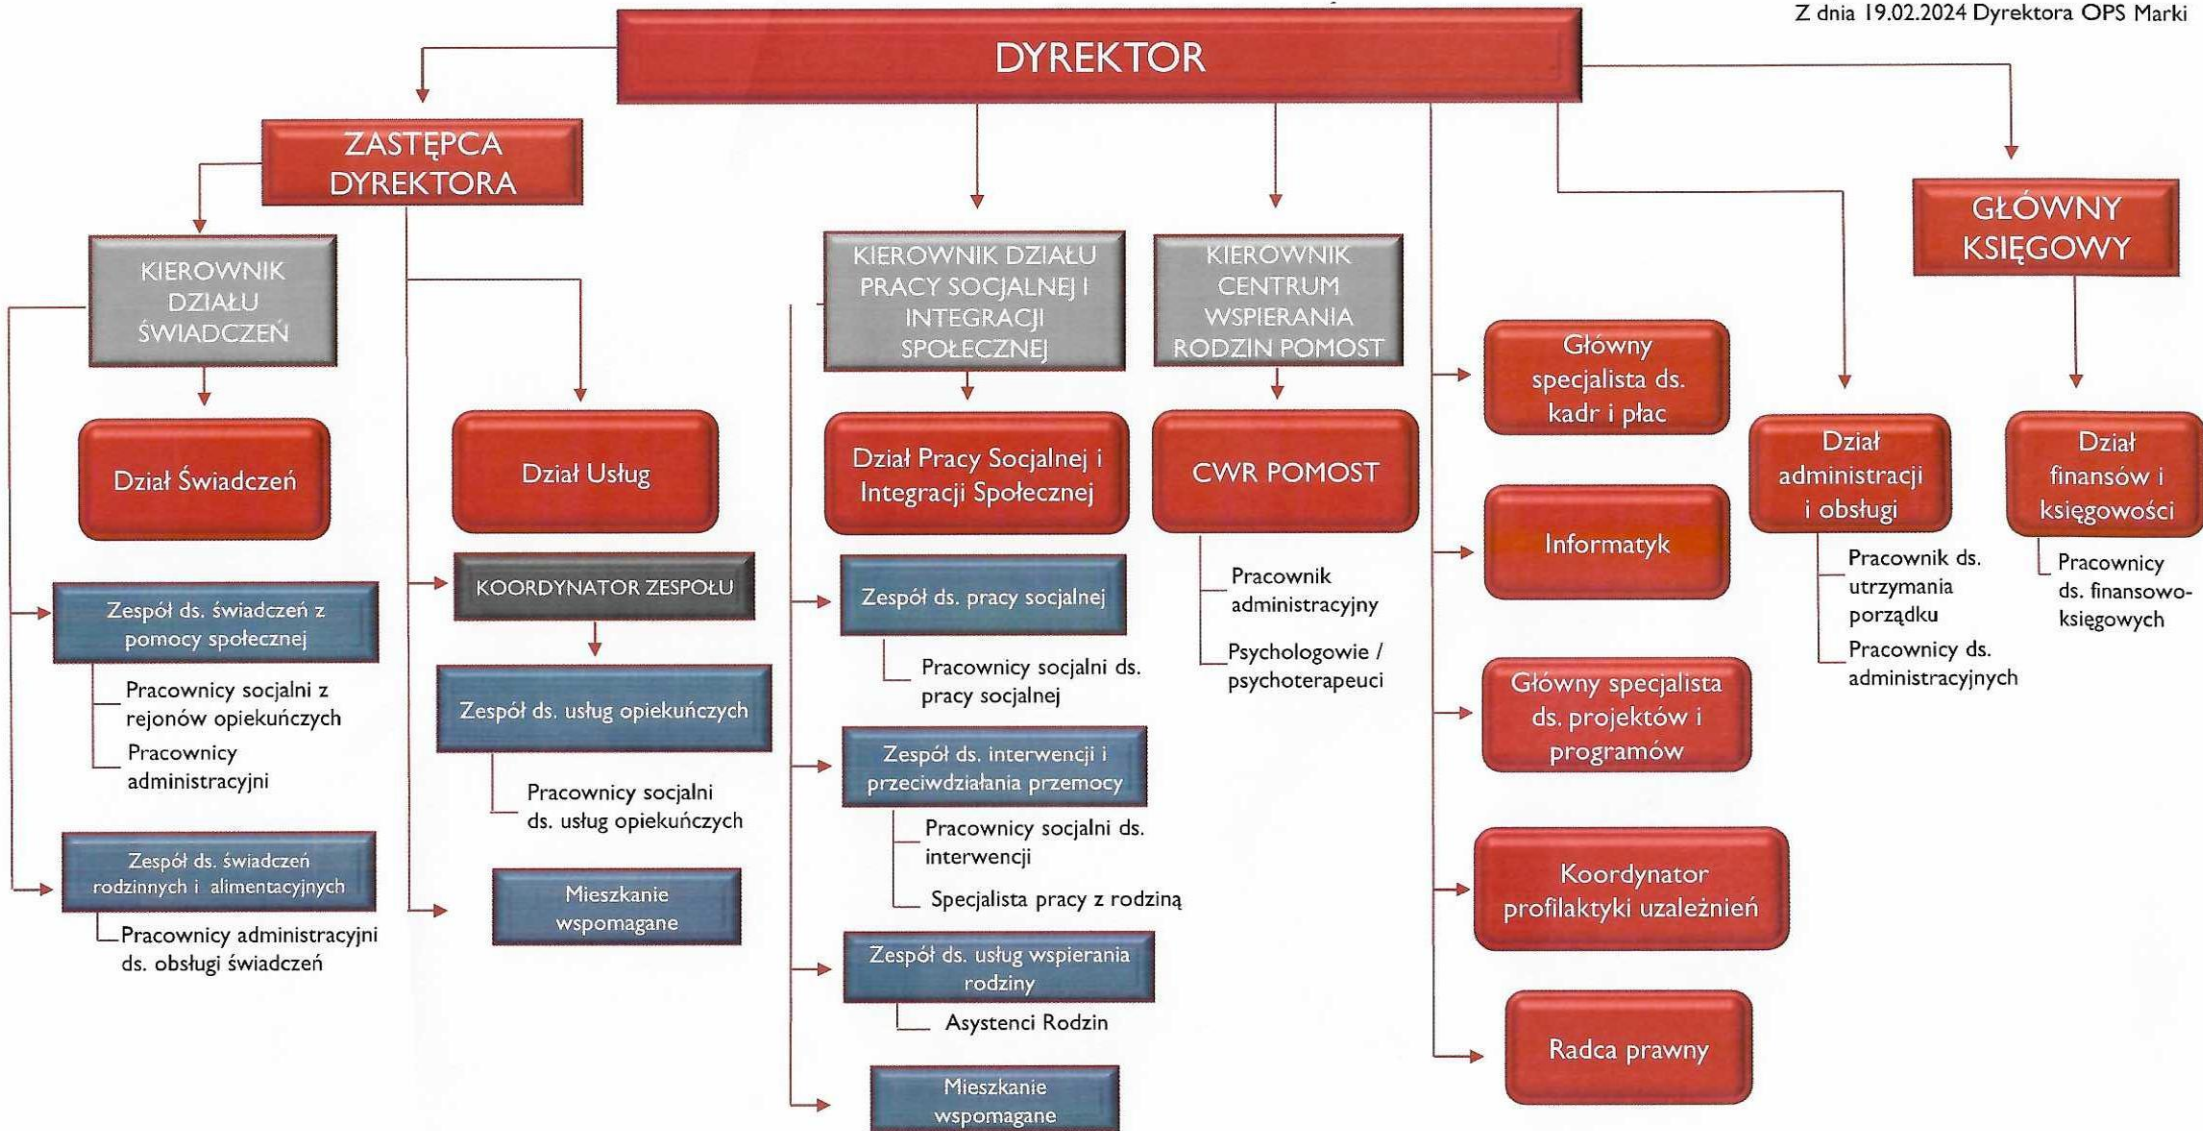 Z dnia 19.02.2024 Dyrektora OPS Marki
DYREKTOR
ZASTĘPCA
DYREKTORA
GŁÓWNY
KSIĘGOWY
KIEROWNIK
DZIAŁU
ŚWIADCZEŃ
KIEROWNIK DZIAŁU
PRACY SOCJALNEJ I
INTEGRACJI
SPOŁECZNEJ
KIEROWNIK
CENTRUM
WSPIERANIA
RODZIN POMOST
Dział Świadczeń
Zespół ds. świadczeń z
pomocy społecznej
Pracownicy socjalni z
rejonów opiekuńczych
Pracownicy
administracyjni
Zespół ds. świadczeń
rodzinnych i alimentacyjnych
Pracownicy administracyjni
ds. obsługi świadczeń
Dział Usług
KOORDYNATOR ZESPOŁU
Zespół ds. usług opiekuńczych
Pracownicy socjalni
ds. usług opiekuńczych
Mieszkanie
wspomagane
Dział Pracy Socjalnej i
Integracji Społecznej
Zespół ds. pracy socjalnej
Pracownicy socjalni ds.
pracy socjalnej
Zespół ds. interwencji i
przeciwdziałania przemocy
Pracownicy socjalni ds.
interwencji
Specjalista pracy z rodziną
Zespół ds. usług wspierania
rodziny
Asystenci Rodzin
Mieszkanie
wspomagane
CWR POMOST
Pracownik
administracyjny
Psychologowie /
psychoterapeuci
Główny
specjalista ds.
kadr i płac
Informatyk
Główny specjalista
ds. projektów i
programów
Koordynator
profilaktyki uzależnień
Radca prawny
Dział
administracji
i obsługi
Pracownik ds.
utrzymania
porządku
Pracownicy ds.
administracyjnych
Dział
finansów i
księgowości
Pracownicy
ds. finansowo-
księgowych